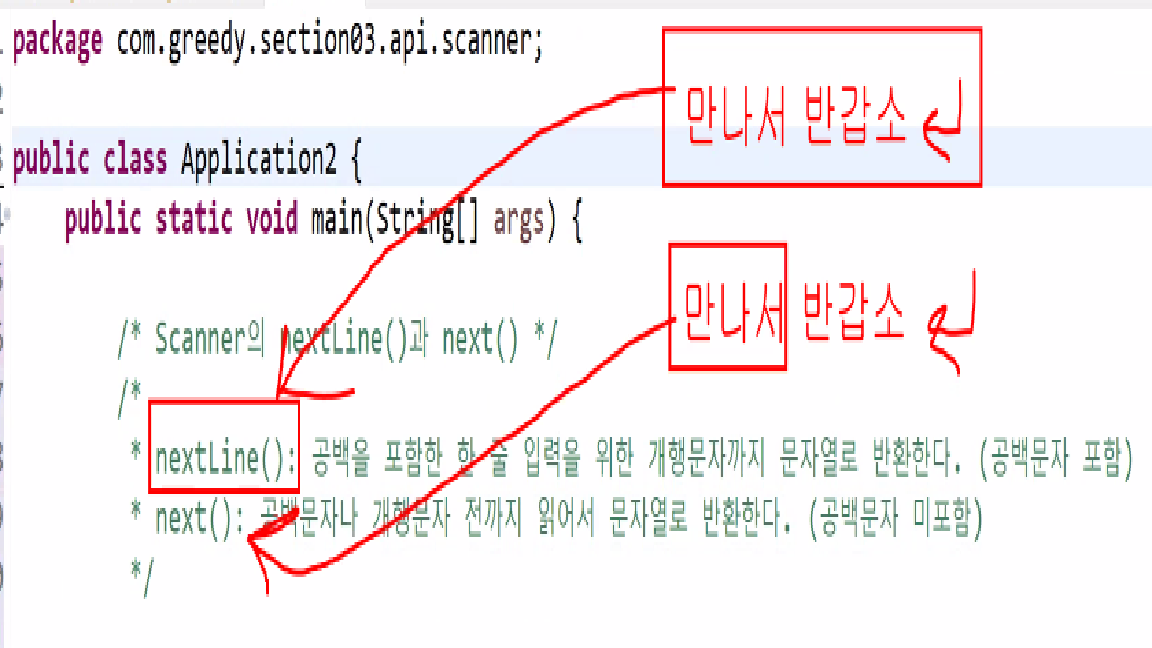 package com.greedy.section03.api.scanner;
만나서 반갑소
public class Application2 {
public static void main(String[] args) {
만나서 반갑소
/* Scanner의 nextLine()과 next() */
/*
* nextLine(): 공백을 포함한 한 줄 입력을 위한 개행문자까지 문자열로 반환한다. (공백문자 포함)
* next(): 공백문자나 개행문자 전까지 읽어서 문자열로 반환한다. (공백문자 미포함)
*/